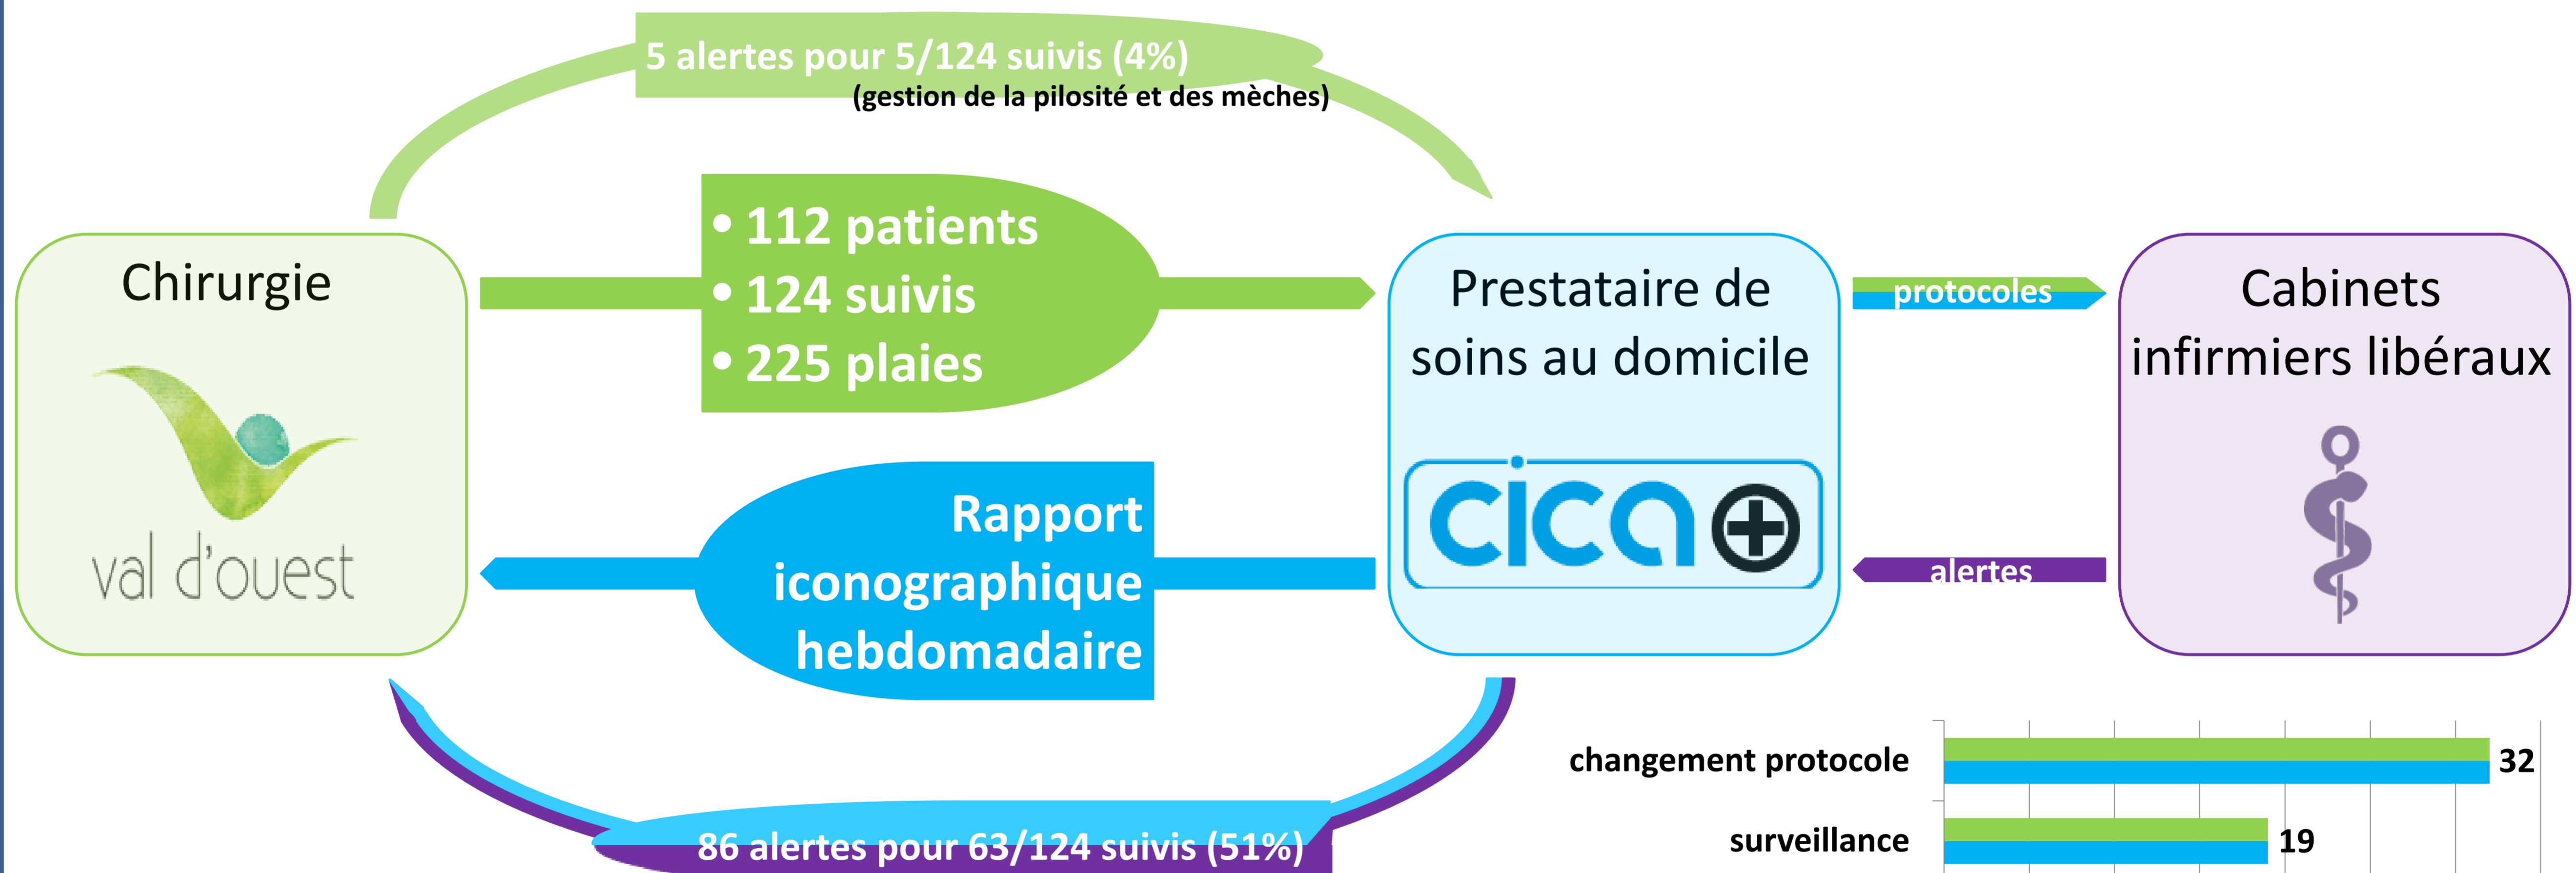 5 alertes pour 5/124 suivis (4%)
(gestion de la pilosité et des mèches)
• 112 patients
• 124 suivis
• 225 plaies
Chirurgie
val d'ouest
Rapport
iconographique
hebdomadaire
Prestataire de
soins au domicile
cica
protocoles
alertes
Cabinets
infirmiers libéraux
86 alertes pour 63/124 suivis (51%)
changement protocole 32
surveillance 19